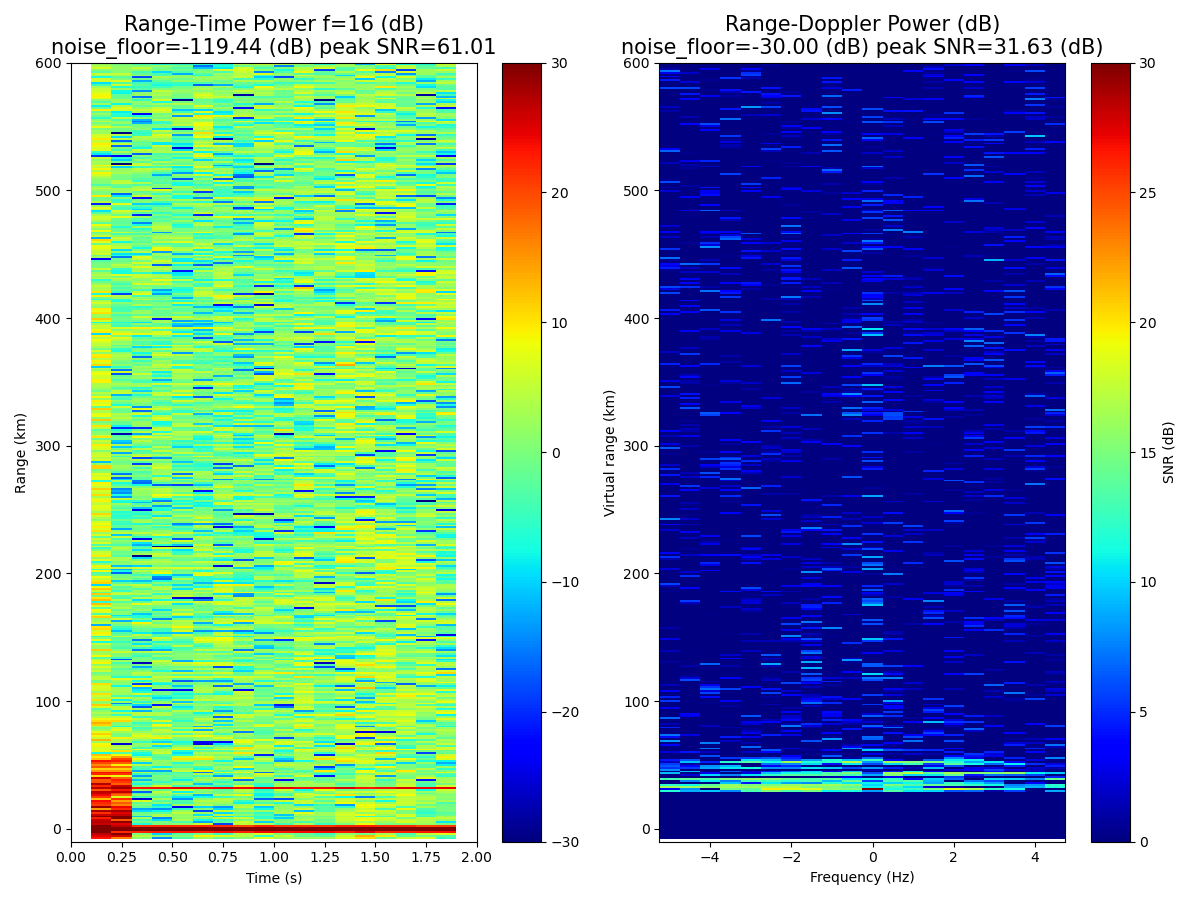 Range-Time Power f=16 (dB)
noise_floor=-119.44 (dB) peak SNR=61.01
Range-Doppler Power (dB)
noise_floor=-30.00 (dB) peak SNR=31.63 (dB)
600
500
400
300
200
100
0
Range (km)
0.00 0.25 0.50 0.75 1.00 1.25 1.50 1.75 2.00
Time (s)
30
20
10
0
−10
−20
−30
600
500
400
300
200
100
0
Virtual range (km)
−4 −2 0 2 4
Frequency (Hz)
30
25
20
15
10
5
0
SNR (dB)